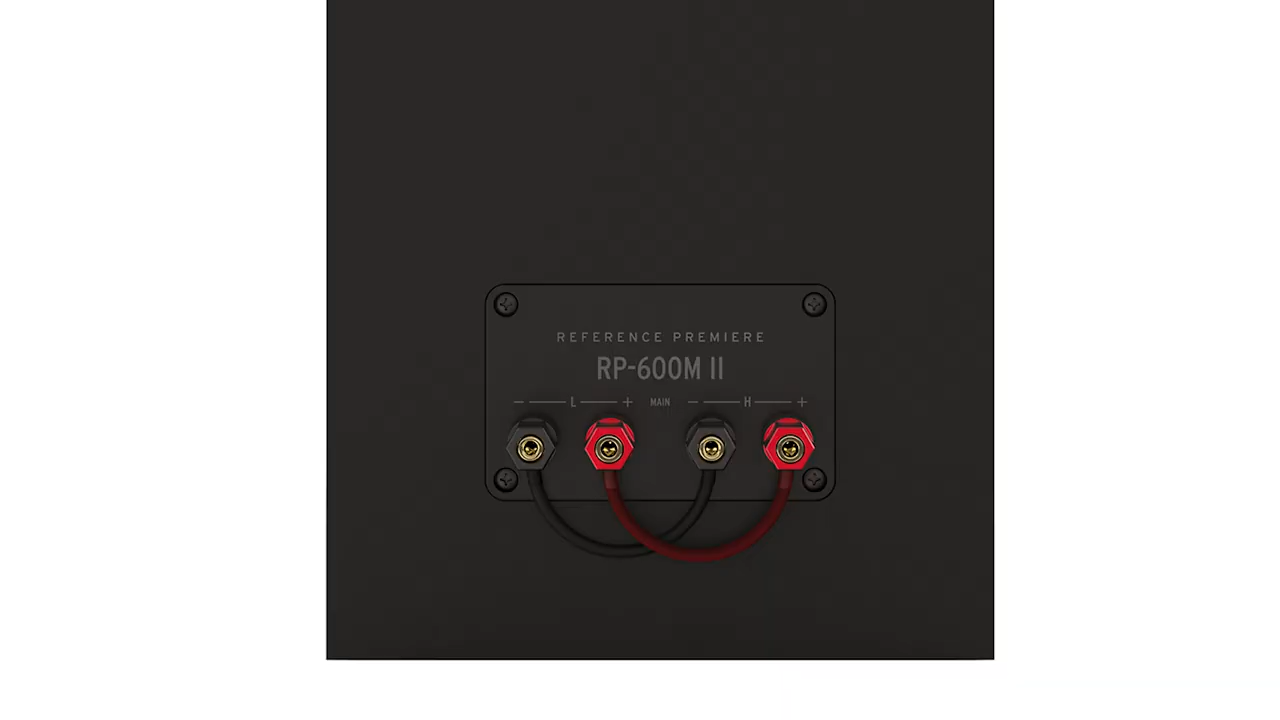 REFERENCE PREMIERE
RP-600M II
− L + MAIN − H +